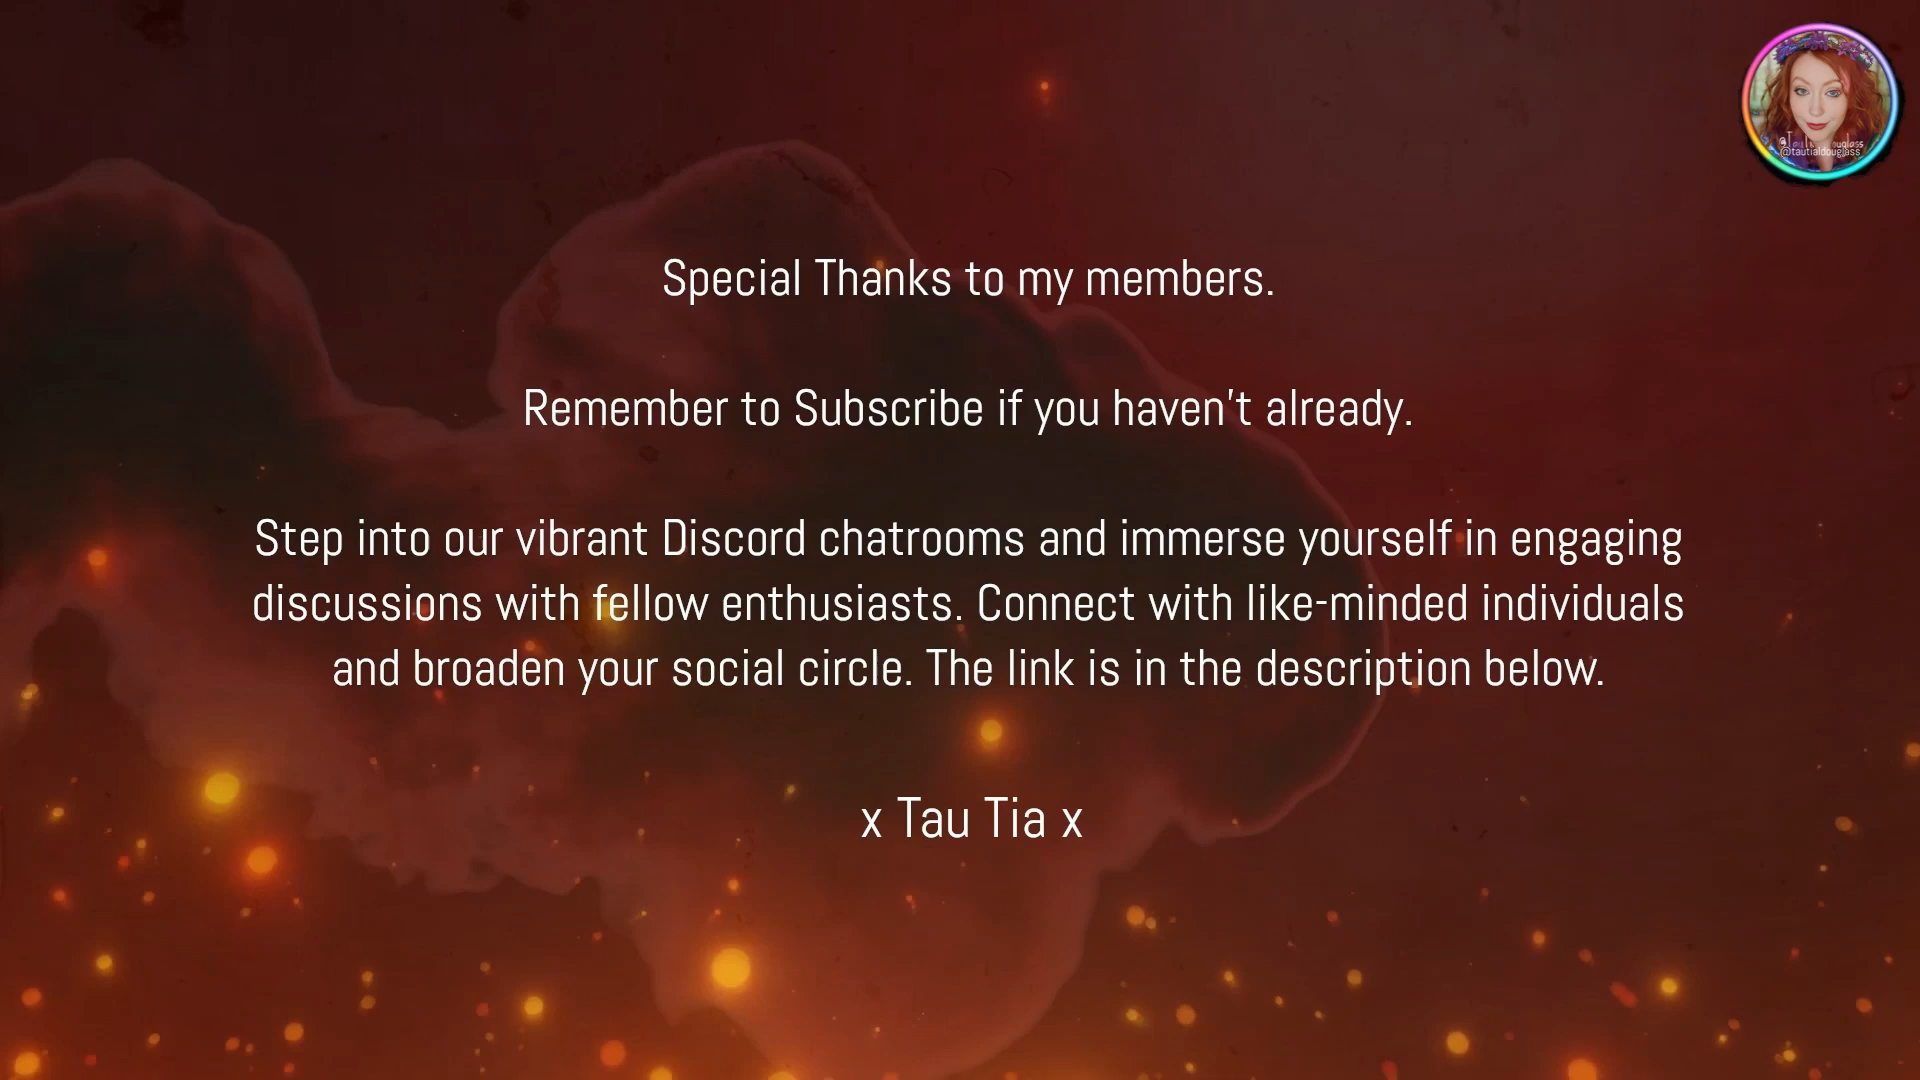 @tautialdouglass
Special Thanks to my members.
Remember to Subscribe if you haven't already.
Step into our vibrant Discord chatrooms and immerse yourself in engaging
discussions with fellow enthusiasts. Connect with like-minded individuals
and broaden your social circle. The link is in the description below.
x Tau Tia x